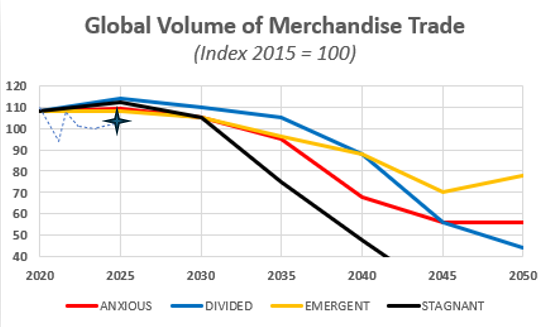 Global Volume of Merchandise Trade
(Index 2015 = 100)
120
110
100
90
80
70
60
50
40
2020 2025 2030 2035 2040 2045 2050
ANXIOUS DIVIDED EMERGENT STAGNANT